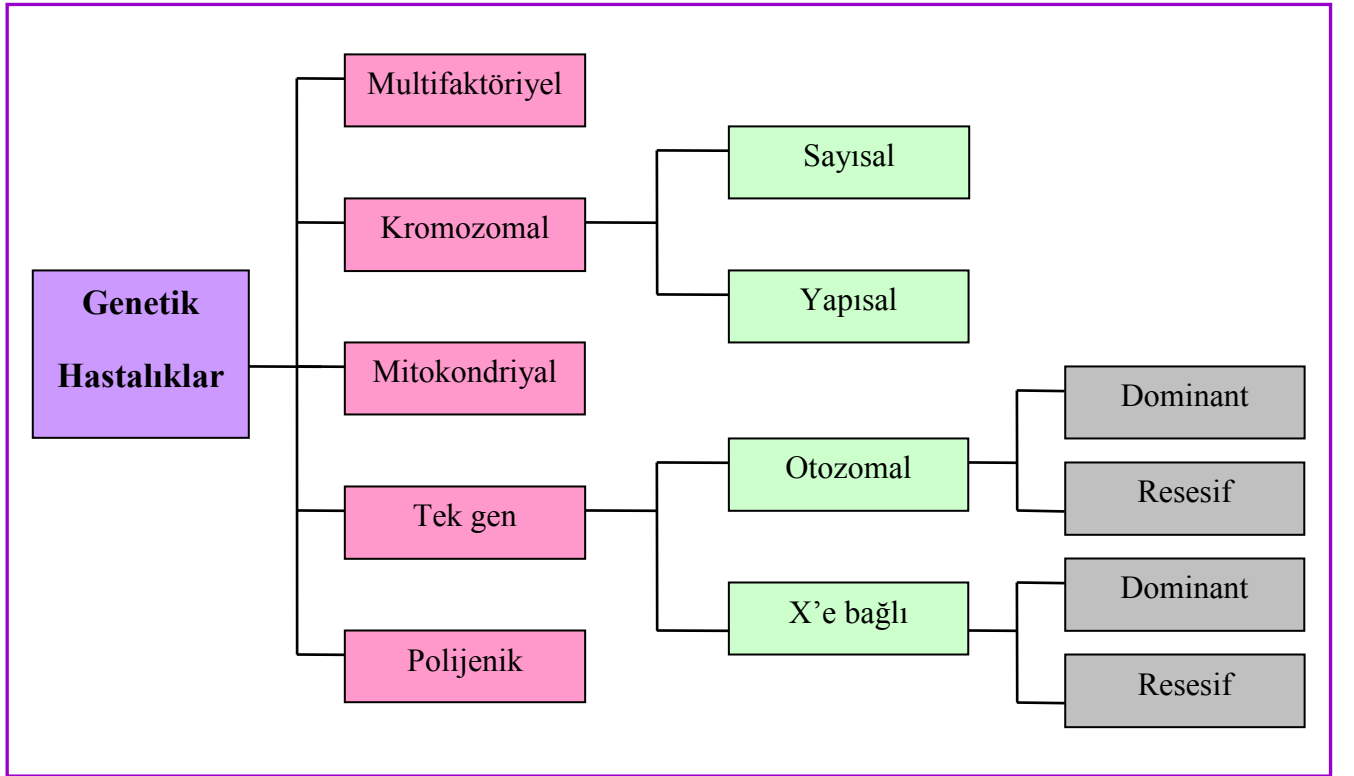 Genetik
Hastalıklar
Multifaktöriyel
Kromozomal
Sayısal
Yapısal
Mitokondriyal
Tek gen
Otozomal
Dominant
Resesif
X’e bağlı
Dominant
Resesif
Polijenik